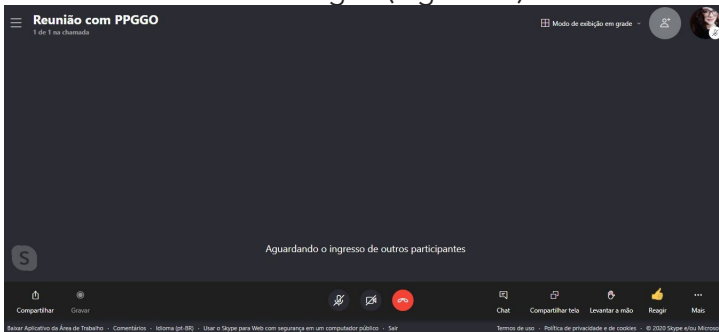 Reunião com PPGGO
1 de 1 na chamada
Modo de exibição em grade
Aguardando o ingresso de outros participantes
S
Compartilhar
Gravar
Chat
Compartilhar tela
Levantar a mão
Reagir
Mais
Baixar Aplicativo da Área de Trabalho · Comentários · Idioma (pt-BR) · Usar o Skype para Web com segurança em um computador público · Sair
Termos de uso · Política de privacidade e de cookies · © 2020 Skype e/ou Microso